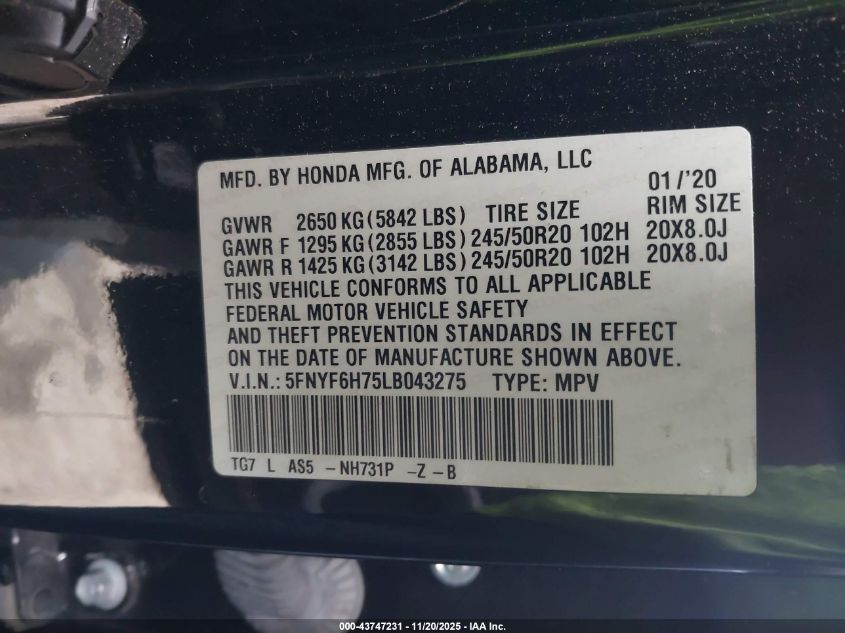 MFD. BY HONDA MFG. OF ALABAMA, LLC
01/'20
GVWR 2650 KG (5842 LBS) TIRE SIZE RIM SIZE
GAWR F 1295 KG (2855 LBS) 245/50R20 102H 20X8.0J
GAWR R 1425 KG (3142 LBS) 245/50R20 102H 20X8.0J
THIS VEHICLE CONFORMS TO ALL APPLICABLE
FEDERAL MOTOR VEHICLE SAFETY
AND THEFT PREVENTION STANDARDS IN EFFECT
ON THE DATE OF MANUFACTURE SHOWN ABOVE.
V.I.N.: 5FNYF6H75LB043275 TYPE: MPV
TG7 L AS5 -NH731P -Z -B
000-43747231 - 11/20/2025 - IAA Inc.